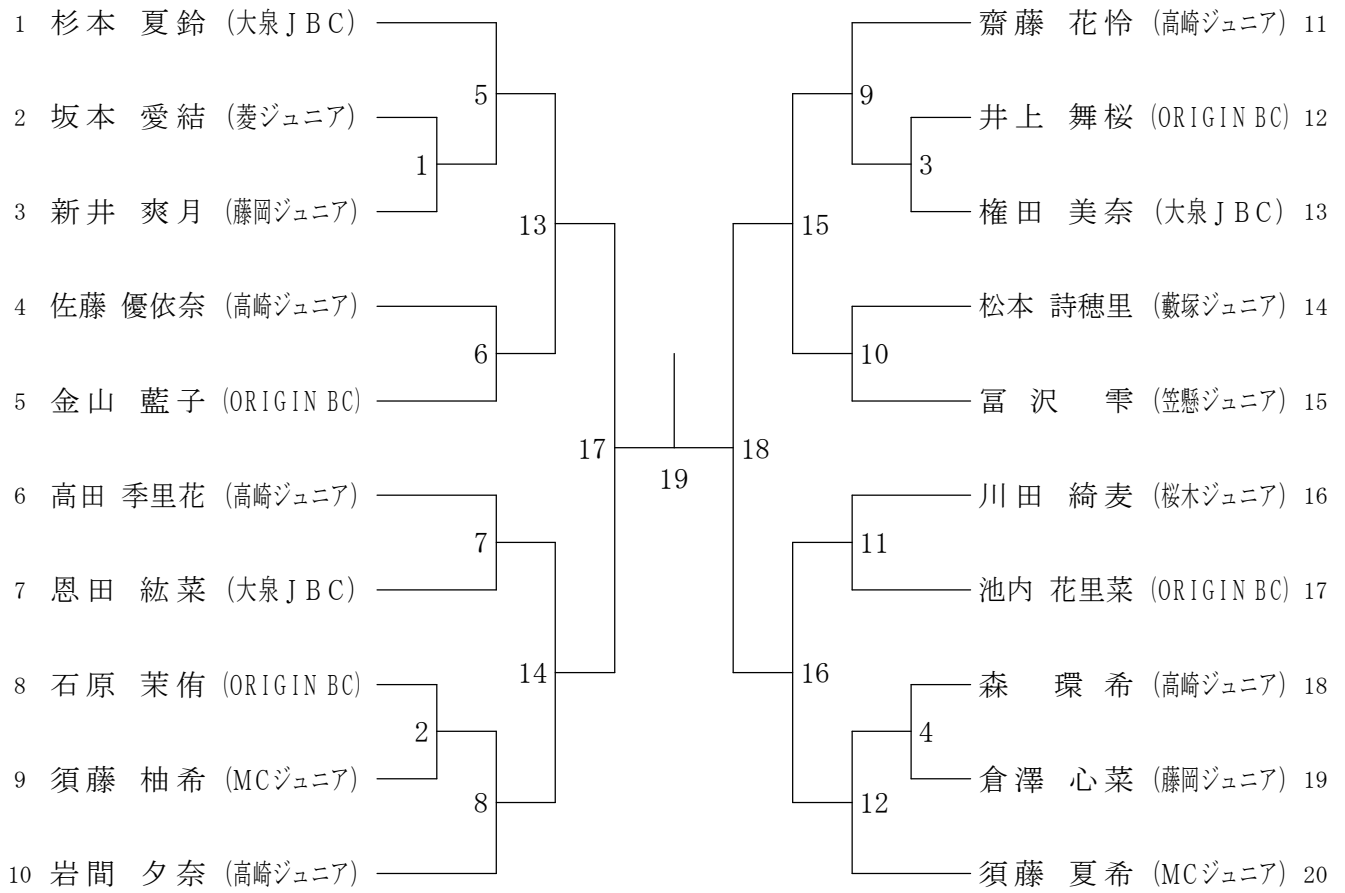 1 杉本 夏鈴 (大泉JBC)
2 坂本 愛結 (菱ジュニア)
3 新井 爽月 (藤岡ジュニア)
4 佐藤 優依奈 (高崎ジュニア)
5 金山 藍子 (ORIGIN BC)
6 高田 季里花 (高崎ジュニア)
7 恩田 紘菜 (大泉JBC)
8 石原 茉侑 (ORIGIN BC)
9 須藤 柚希 (MCジュニア)
10 岩間 夕奈 (高崎ジュニア)
5
1
13
6
17
7
14
2
8
19
9
3
15
10
18
11
16
4
12
齋藤 花怜 (高崎ジュニア) 11
井上 舞桜 (ORIGIN BC) 12
権田 美奈 (大泉JBC) 13
松本 詩穂里 (藪塚ジュニア) 14
冨沢 雫 (笠懸ジュニア) 15
川田 綺麦 (桜木ジュニア) 16
池内 花里菜 (ORIGIN BC) 17
森 環希 (高崎ジュニア) 18
倉澤 心菜 (藤岡ジュニア) 19
須藤 夏希 (MCジュニア) 20